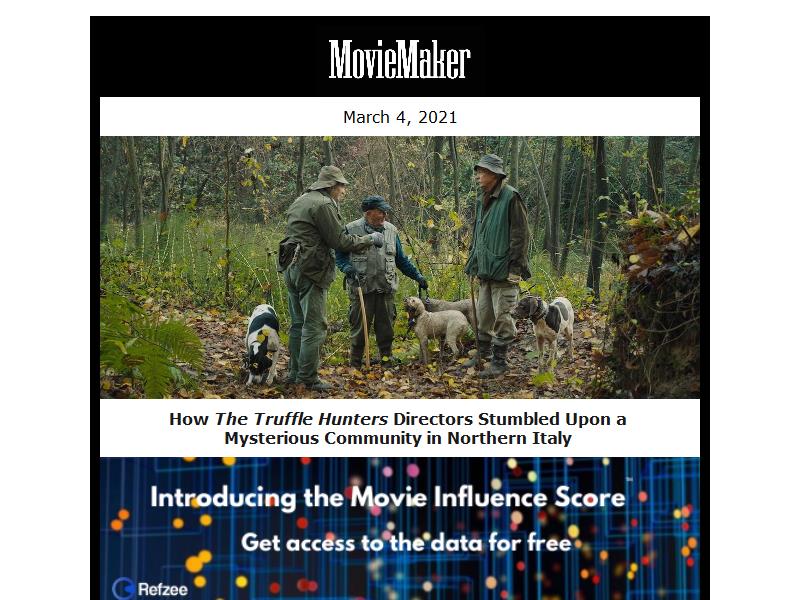 MovieMaker
March 4, 2021
How The Truffle Hunters Directors Stumbled Upon a
Mysterious Community in Northern Italy
Introducing the Movie Influence Score
Get access to the data for free
Refzee